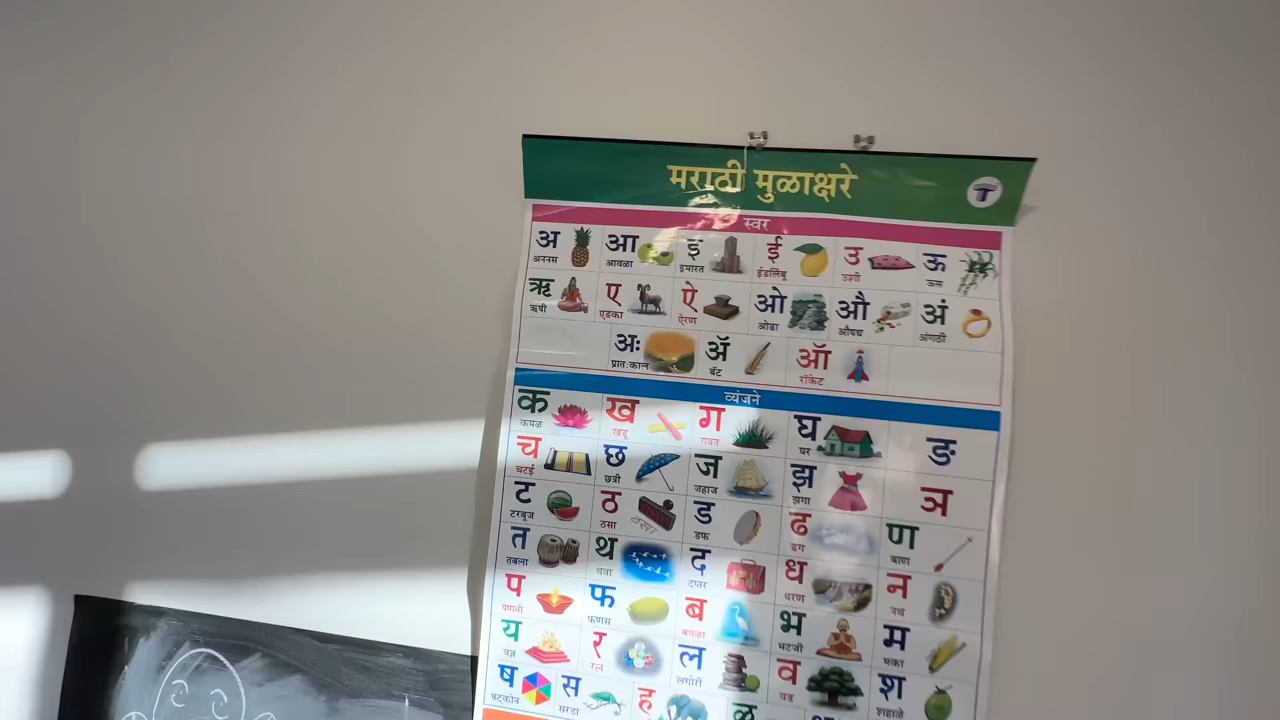 मराठी मुळाक्षरे
स्वर
अ आ इ ई उ ऊ
अननस आवळा इमारत ईडलिंबू उशी ऊस
ऋ ए ऐ ओ औ अं
ऋषी एडका ऐरण ओढा औषध अंगठी
अः ॲ ऑ
प्रातःकाल बॅट रॉकेट
व्यंजने
क ख ग घ ङ
कमळ खडू गवत घर
च छ ज झ ञ
चटई छत्री जहाज झगा
ट ठ ड ढ ण
टरबूज ठसा डफ ढग बाण
त थ द ध न
तबला थवा दप्तर धरण नथ
प फ ब भ म
पणती फणस बगळा भटजी मका
य र ल व श
यज्ञ रत्न लगोरी वड शहाळे
ष स ह ळ
षट्कोन सरडा